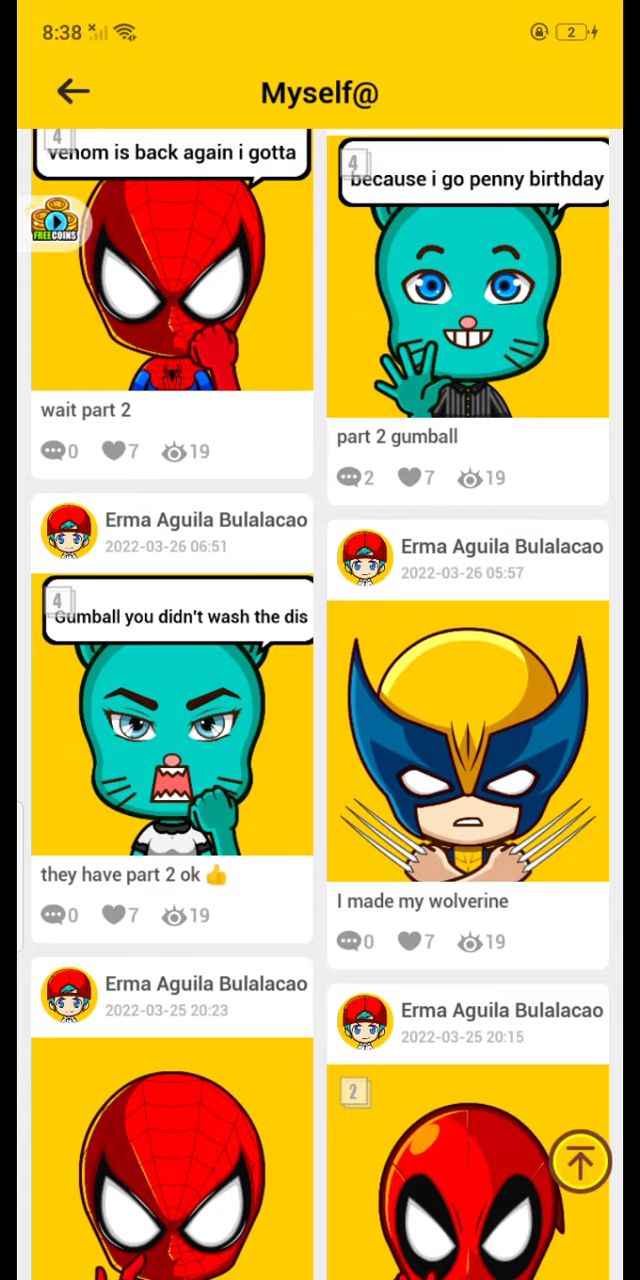 8:38
2
Myself@
4
venom is back again i gotta
FREE COINS
wait part 2
0 7 19
4
because i go penny birthday
part 2 gumball
2 7 19
Erma Aguila Bulalacao
2022-03-26 06:51
4
Gumball you didn't wash the dis
they have part 2 ok 👍
0 7 19
Erma Aguila Bulalacao
2022-03-26 05:57
I made my wolverine
0 7 19
Erma Aguila Bulalacao
2022-03-25 20:23
Erma Aguila Bulalacao
2022-03-25 20:15
2